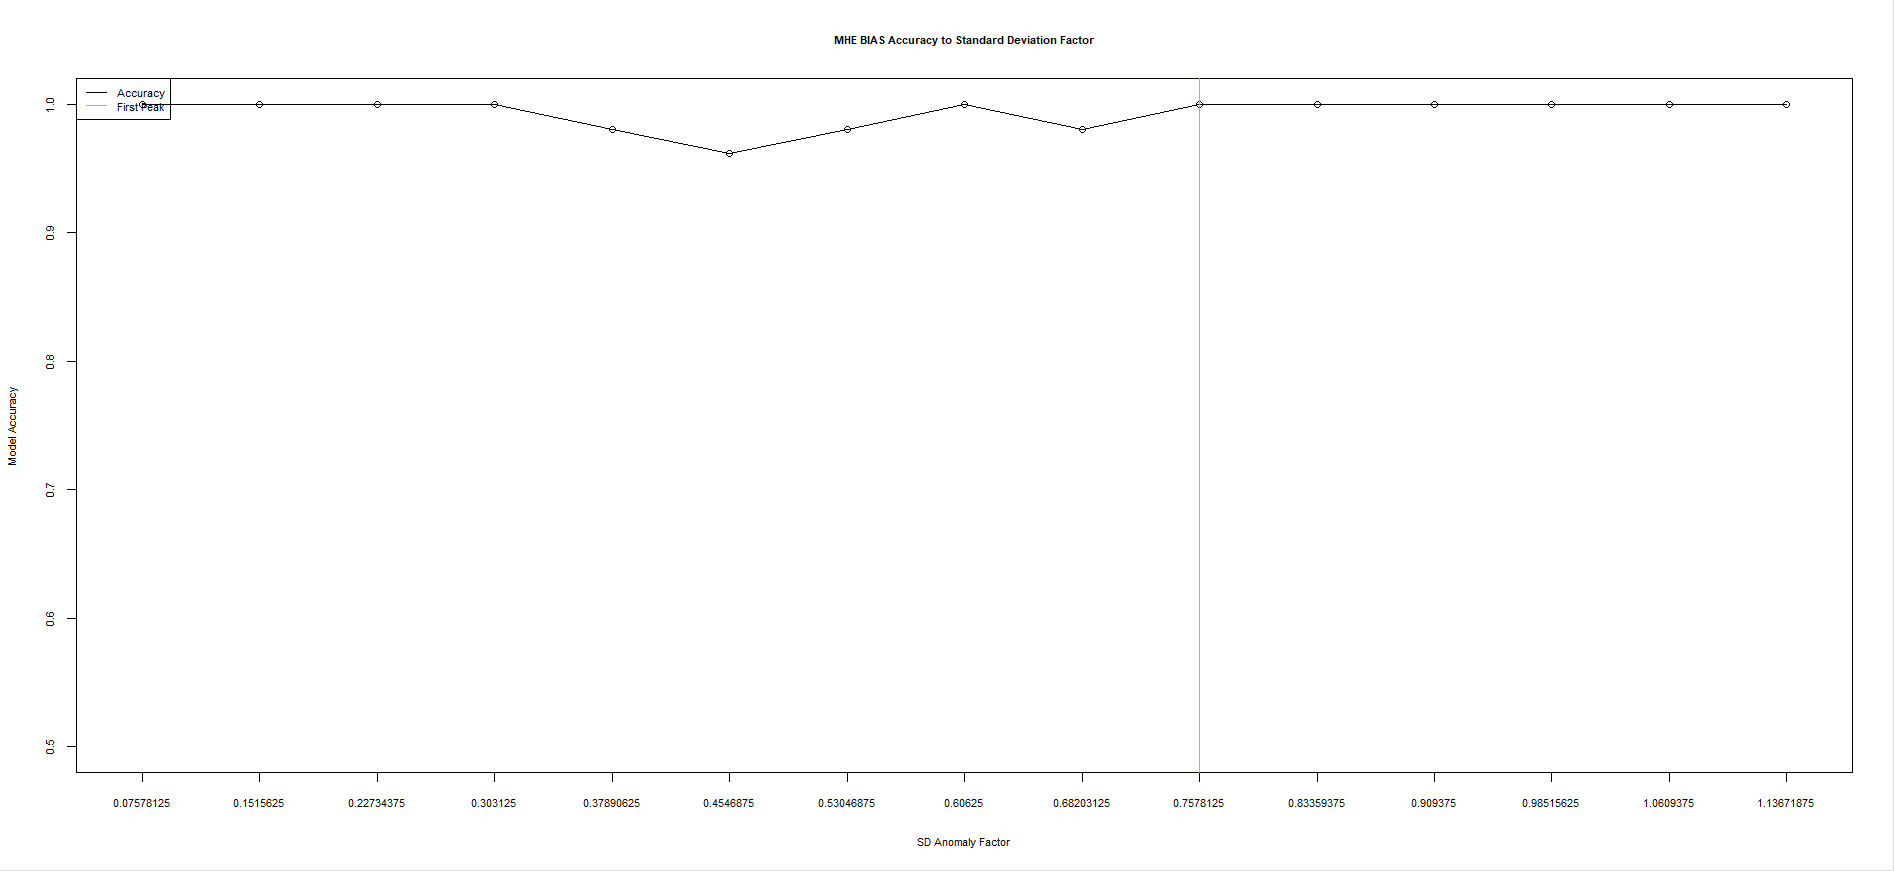 MHE BIAS Accuracy to Standard Deviation Factor
Accuracy
First Peak
1.0
0.9
0.8
0.7
0.6
0.5
Model Accuracy
0.07578125 0.1515625 0.22734375 0.303125 0.37890625 0.4546875 0.53046875 0.60625 0.68203125 0.7578125 0.83359375 0.909375 0.98515625 1.0609375 1.13671875
SD Anomaly Factor